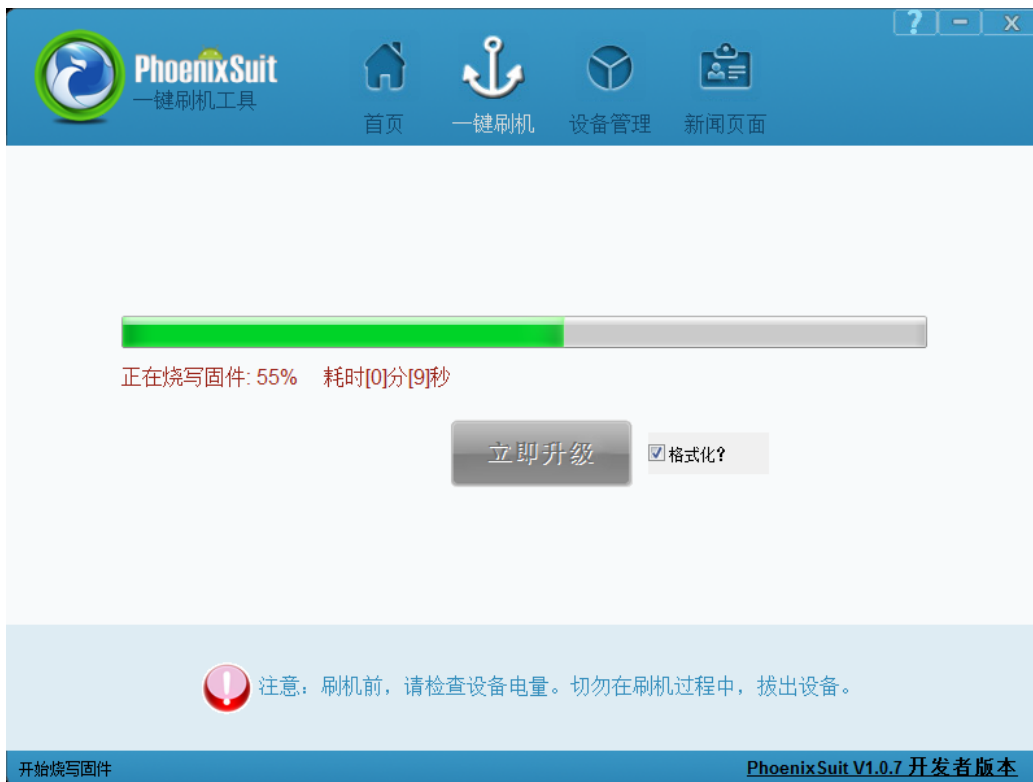 ?
-
x
PhoenixSuit
一键刷机工具
首页
一键刷机
设备管理
新闻页面
正在烧写固件: 55% 耗时[0]分[9]秒
立即升级
格式化?
注意：刷机前，请检查设备电量。切勿在刷机过程中，拔出设备。
开始烧写固件
PhoenixSuit V1.0.7 开发者版本